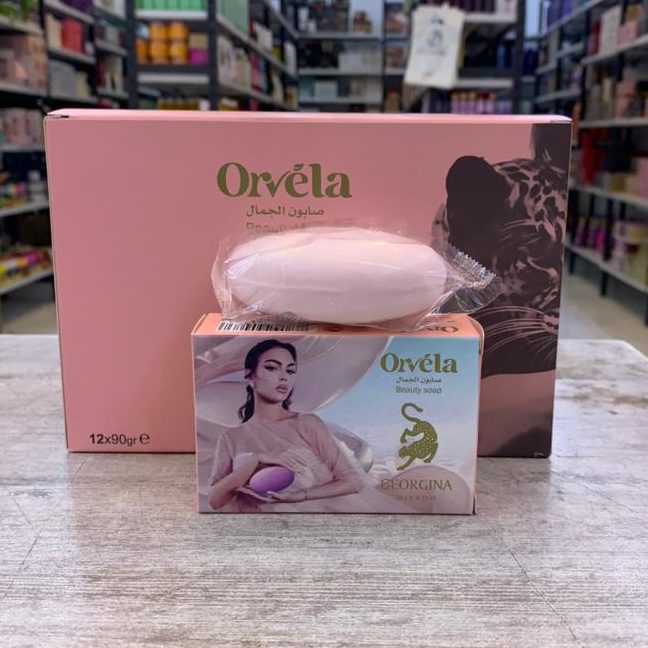 Orvéla
صابون الجمال
12x90gr e
Orvéla
صابون الجمال
Beauty soap
GEORGINA
RIYADH